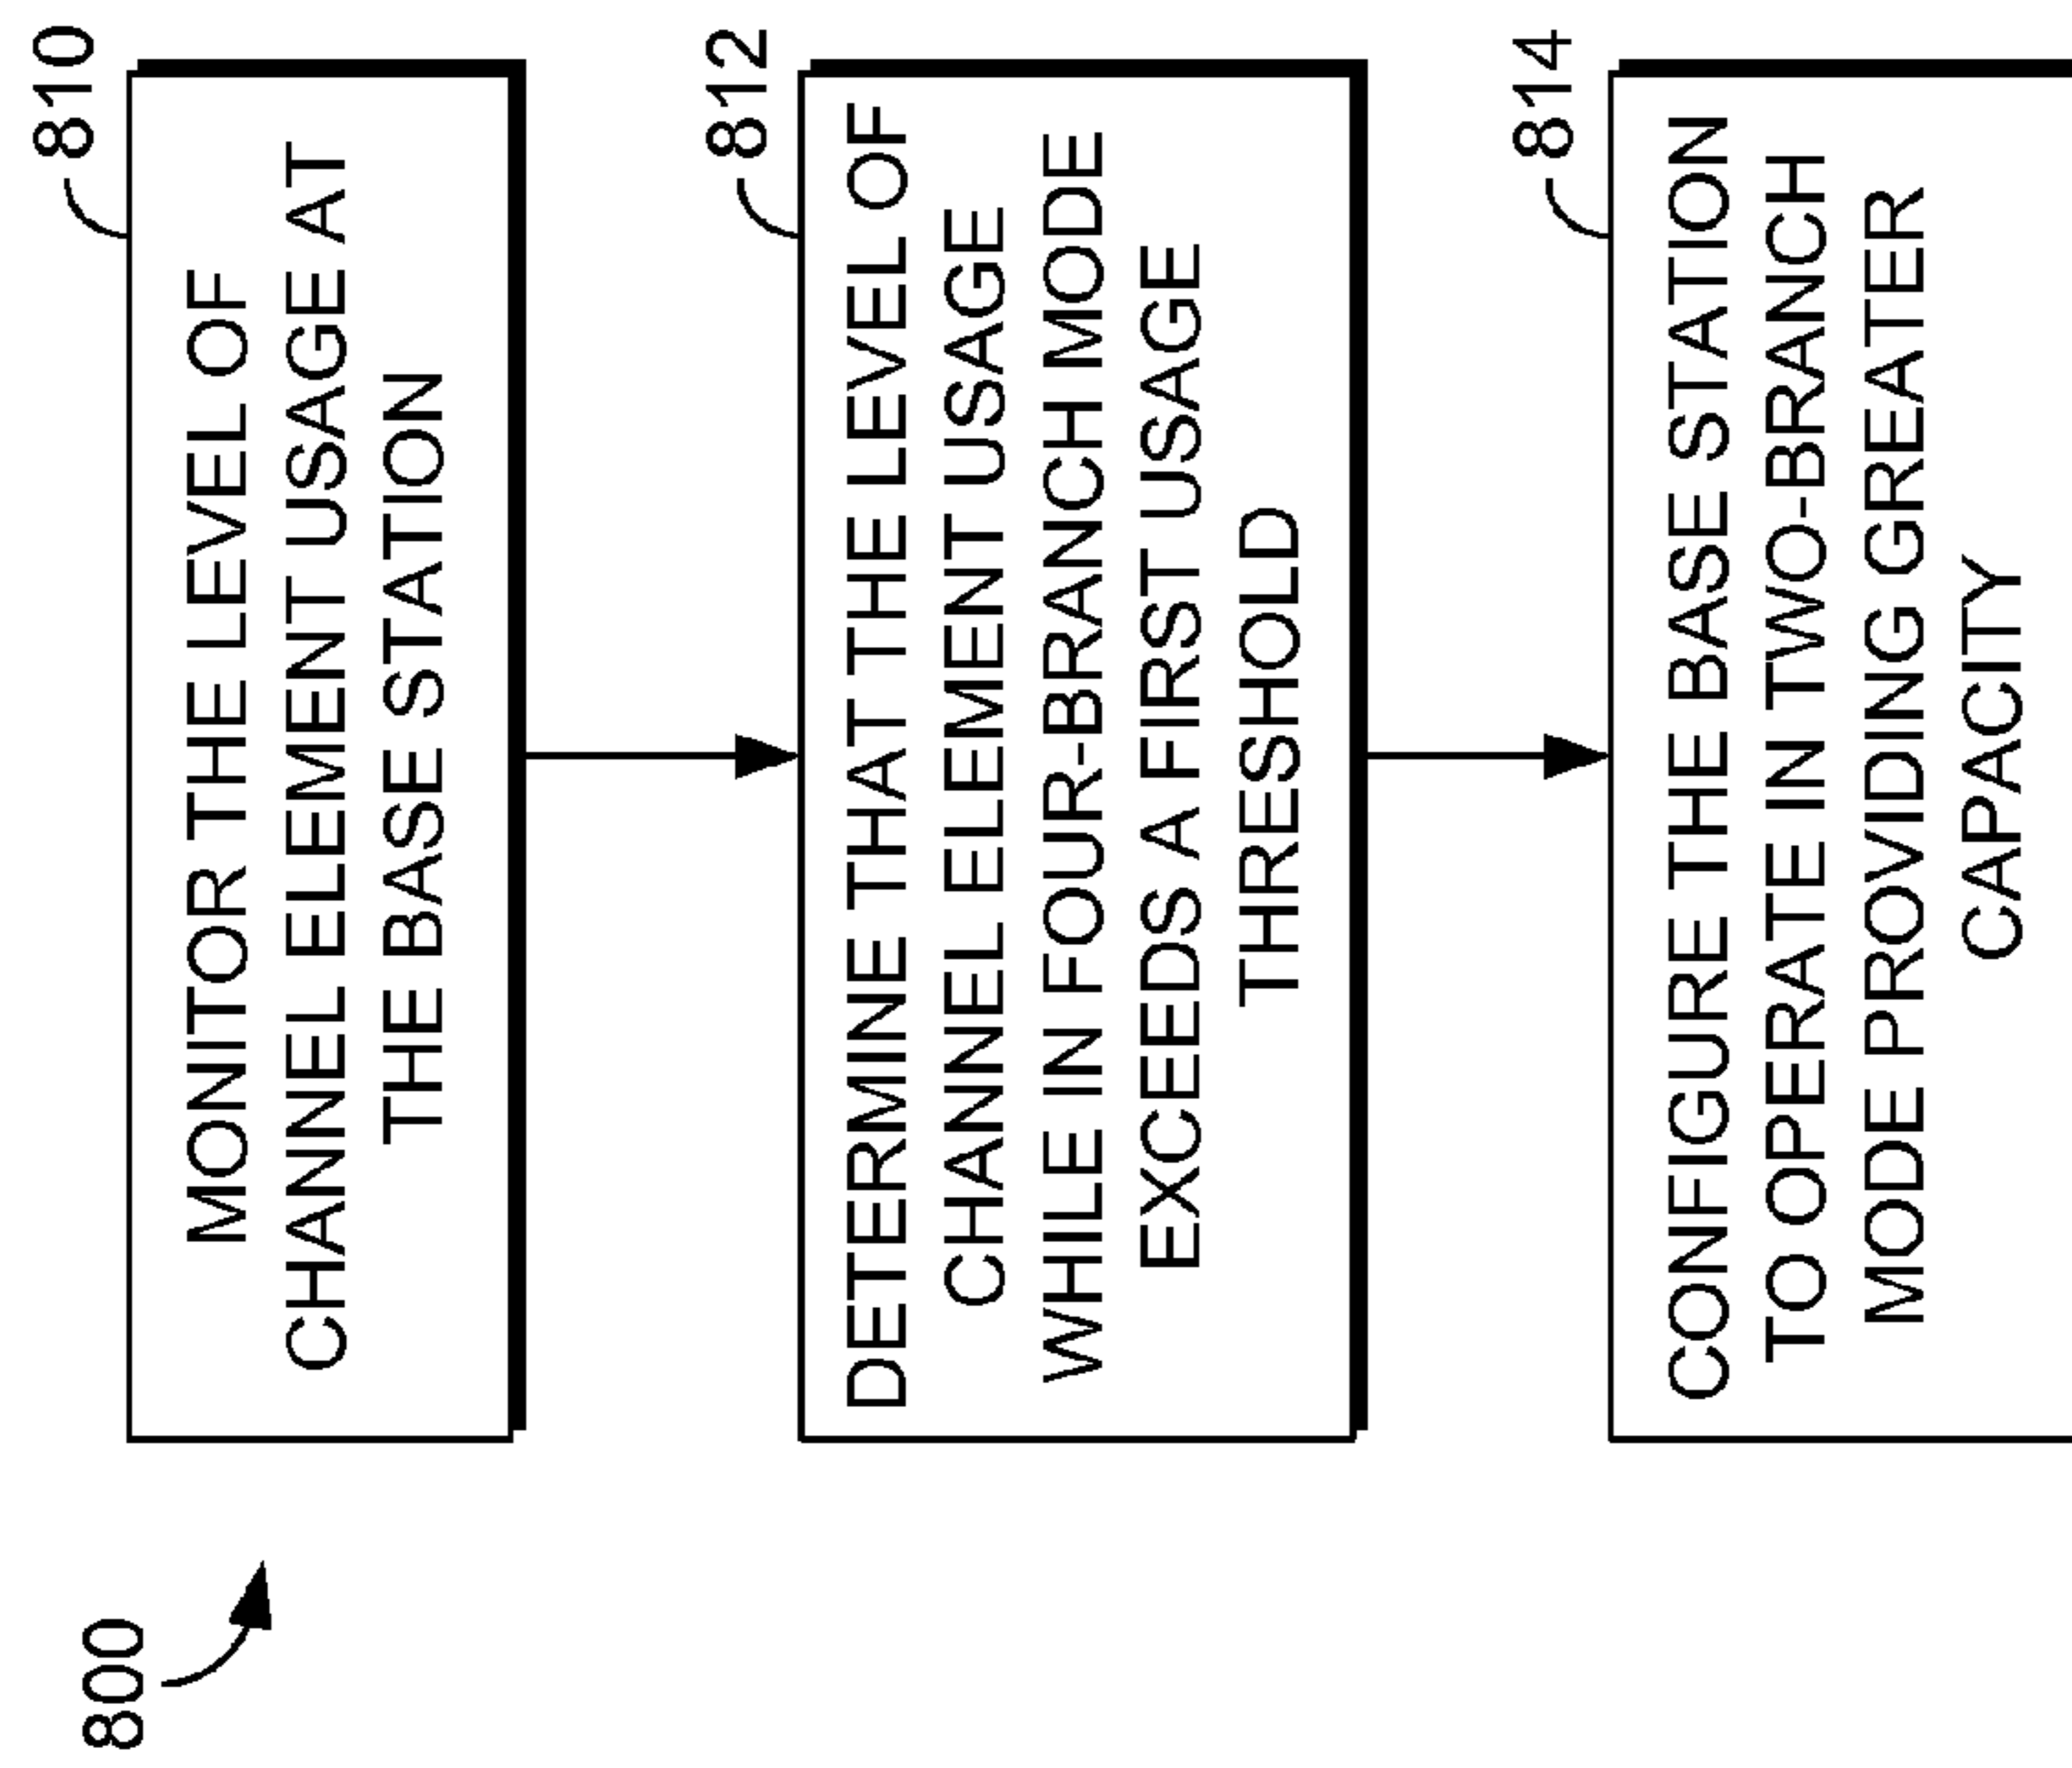 800
810
MONITOR THE LEVEL OF
CHANNEL ELEMENT USAGE AT
THE BASE STATION
812
DETERMINE THAT THE LEVEL OF
CHANNEL ELEMENT USAGE
WHILE IN FOUR-BRANCH MODE
EXCEEDS A FIRST USAGE
THRESHOLD
814
CONFIGURE THE BASE STATION
TO OPERATE IN TWO-BRANCH
MODE PROVIDING GREATER
CAPACITY